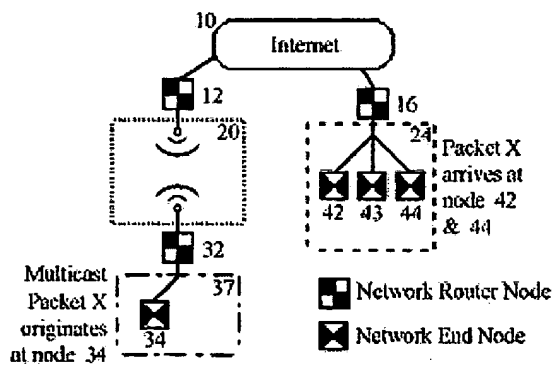 10
Internet
12
16
20
24
Packet X
arrives at
node 42
& 44
42 43 44
32
37
Multicast
Packet X
originates
at node 34
34
Network Router Node
Network End Node